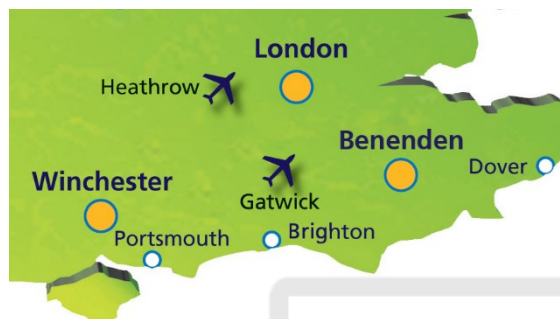 London
Heathrow
Benenden
Dover
Winchester
Gatwick
Portsmouth
Brighton